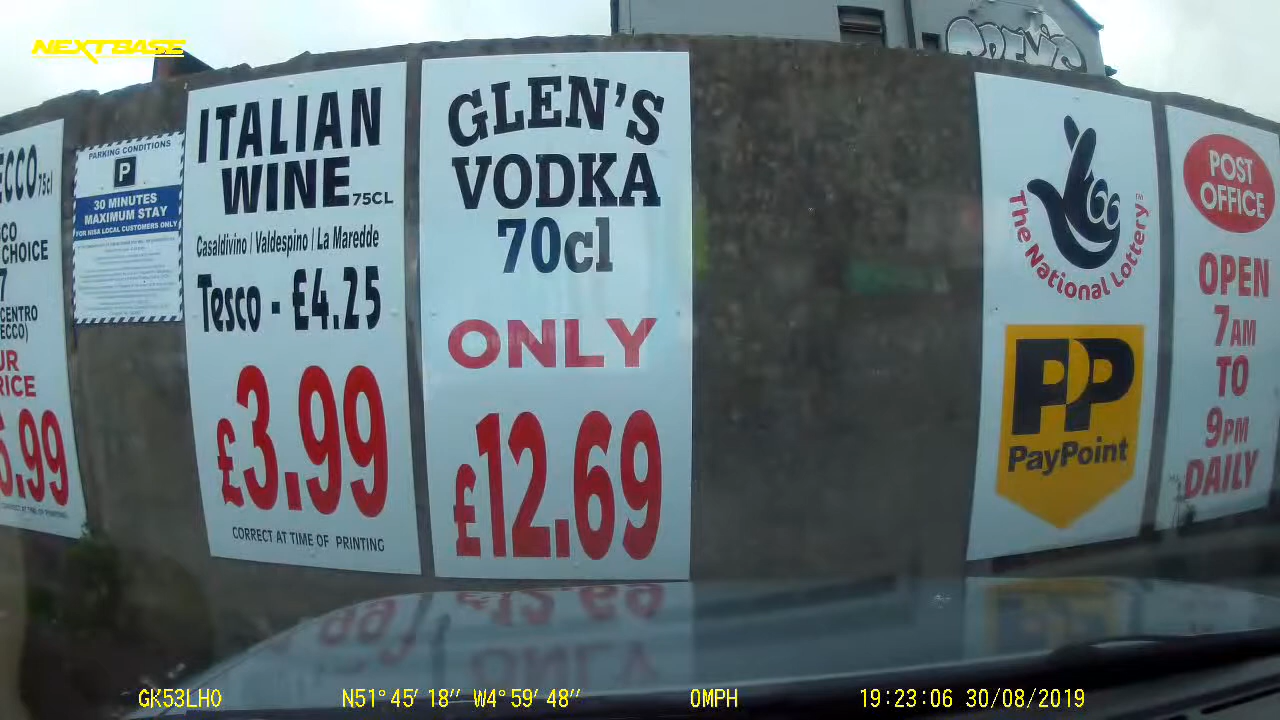 NEXTBASE
ECCO 75cl
CO
CHOICE
7
CENTRO
ECCO)
UR
RICE
5.99
PARKING CONDITIONS
P
30 MINUTES
MAXIMUM STAY
FOR NISA LOCAL CUSTOMERS ONLY
ITALIAN
WINE 75CL
Casaldivino | Valdespino | La Maredde
Tesco - £4.25
£3.99
CORRECT AT TIME OF PRINTING
GLEN'S
VODKA
70cl
ONLY
£12.69
The National Lottery™
PP
PayPoint
POST
OFFICE
OPEN
7AM
TO
9PM
DAILY
GK53LHO N51°45'18" W4°59'48" 0MPH 19:23:06 30/08/2019